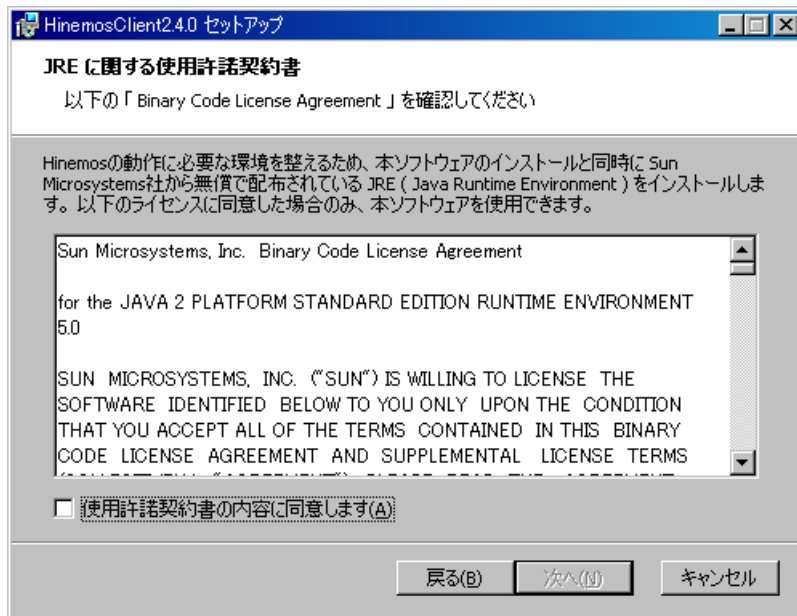 HinemosClient2.4.0 セットアップ
JRE に関する使用許諾契約書
以下の「 Binary Code License Agreement 」を確認してください
Hinemosの動作に必要な環境を整えるため、本ソフトウェアのインストールと同時に Sun
Microsystems社から無償で配布されている JRE ( Java Runtime Environment ) をインストールしま
す。以下のライセンスに同意した場合のみ、本ソフトウェアを使用できます。
Sun Microsystems, Inc. Binary Code License Agreement
for the JAVA 2 PLATFORM STANDARD EDITION RUNTIME ENVIRONMENT
5.0
SUN MICROSYSTEMS, INC. ("SUN") IS WILLING TO LICENSE THE
SOFTWARE IDENTIFIED BELOW TO YOU ONLY UPON THE CONDITION
THAT YOU ACCEPT ALL OF THE TERMS CONTAINED IN THIS BINARY
CODE LICENSE AGREEMENT AND SUPPLEMENTAL LICENSE TERMS
使用許諾契約書の内容に同意します(A)
戻る(B) 次へ(N) キャンセル